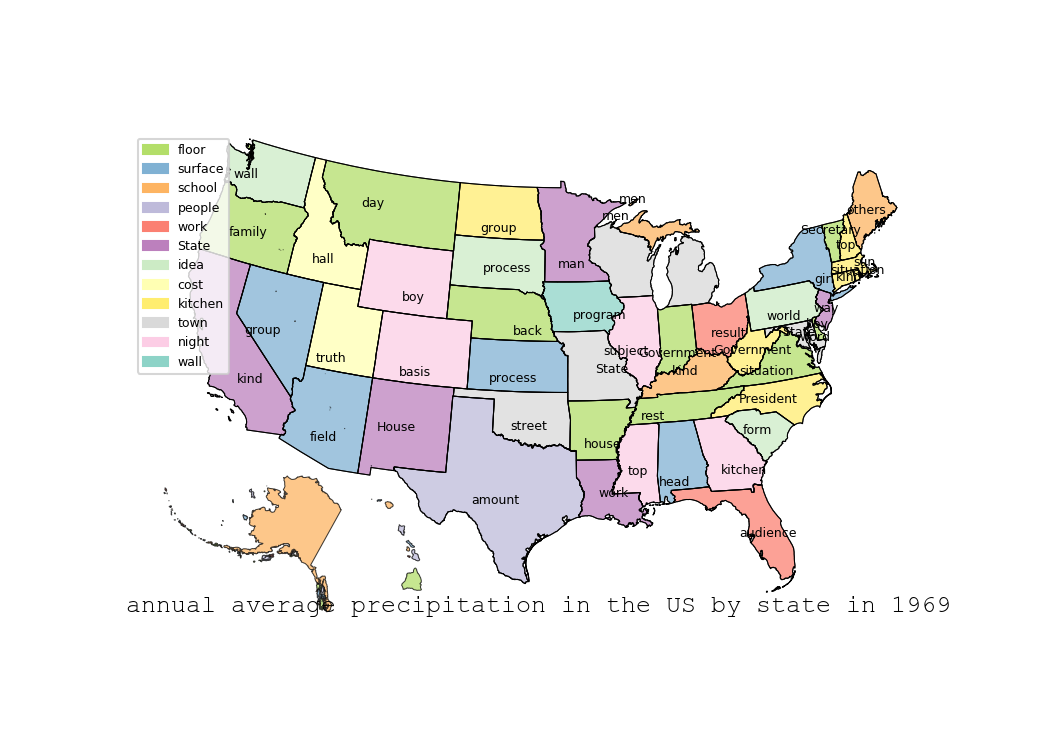 floor
surface
school
people
work
State
idea
cost
kitchen
town
night
wall
wall
family
hall
day
group
process
boy
back
group
truth
basis
process
kind
field
House
street
amount
men
men
man
program
subject
State
Government
result
Government
kind
situation
President
rest
form
house
work
top
head
kitchen
audience
others
Secretary
top
sun
situation
girl
kind
world
way
key
State
word
annual average precipitation in the US by state in 1969